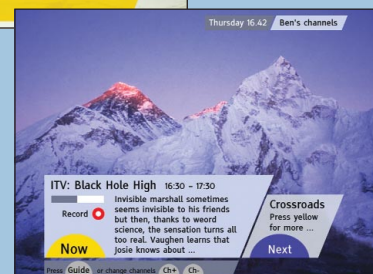 Thursday 16.42 Ben's channels
ITV: Black Hole High 16:30 – 17:30
Record
Invisible marshall sometimes
seems invisible to his friends
but then, thanks to weord
science, the sensation turns all
too real. Vaughen learns that
Josie knows about ...
Now
Crossroads
Press yellow
for more ...
Next
Press Guide or change channels Ch+ Ch-